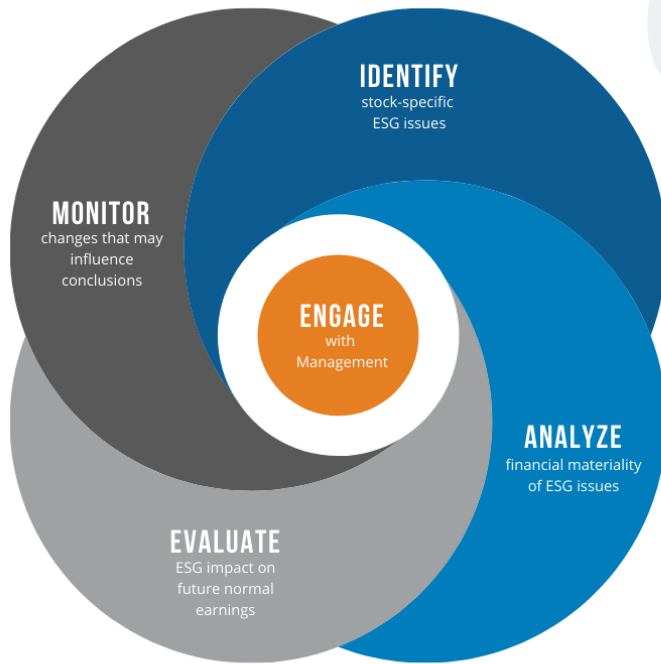 IDENTIFY
stock-specific
ESG issues
MONITOR
changes that may
influence
conclusions
ENGAGE
with
Management
ANALYZE
financial materiality
of ESG issues
EVALUATE
ESG impact on
future normal
earnings